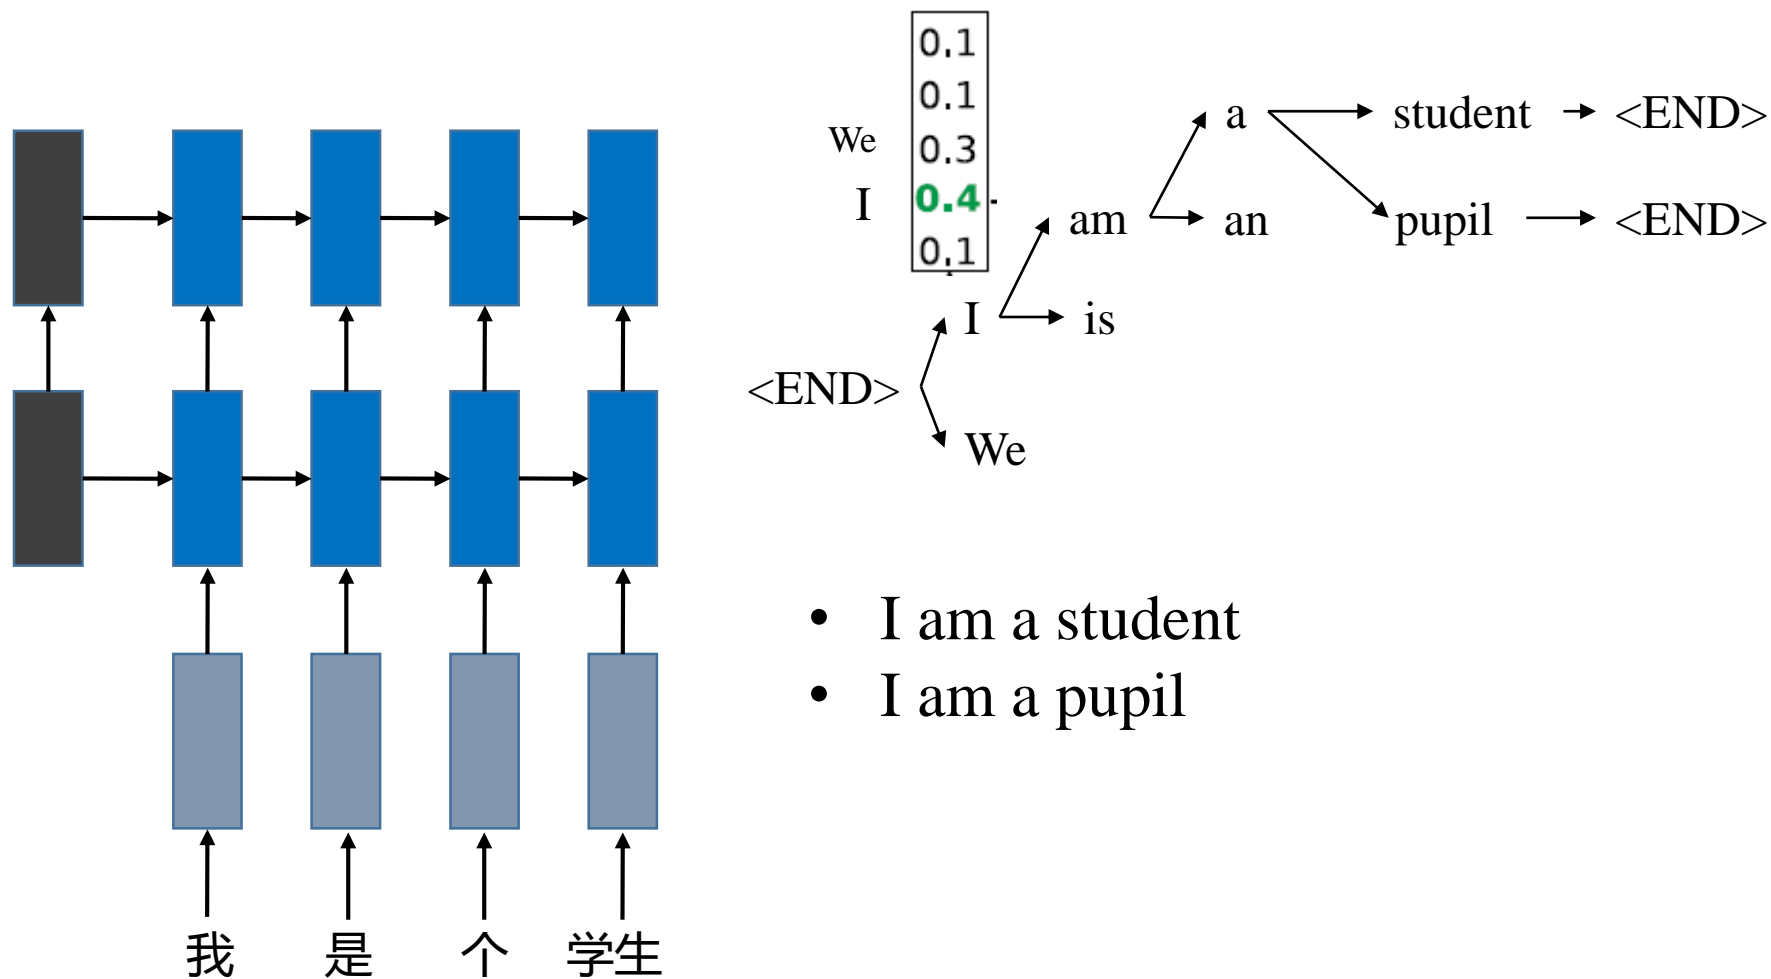 0.1
0.1
We 0.3
I 0.4
0.1
a student <END>
am an pupil <END>
I is
<END>
We
• I am a student
• I am a pupil
我 是 个 学生